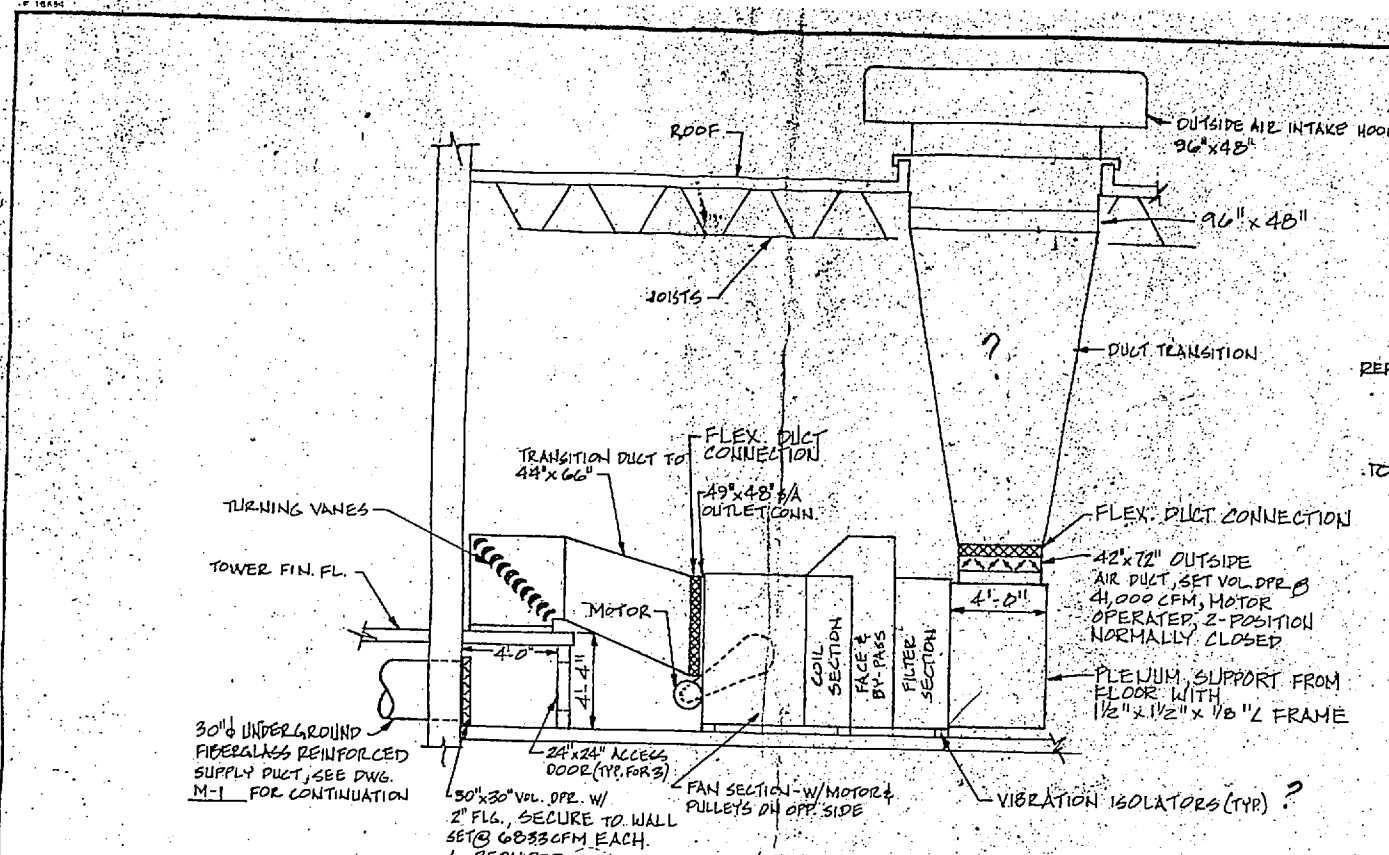 ROOF
OUTSIDE AIR INTAKE HOOD
96"x48"
96"x48"
JOISTS
?
DUCT TRANSITION
TRANSITION DUCT TO
44"x66"
FLEX. DUCT
CONNECTION
49"x48" S/A
OUTLET CONN.
TURNING VANES
TOWER FIN. FL.
MOTOR
4'-0"
4'-4"
COIL
SECTION
FACE &
BY-PASS
FILTER
SECTION
FLEX. DUCT CONNECTION
4'-0"
42"x72" OUTSIDE
AIR DUCT, SET VOL. DPR @
41,000 CFM, MOTOR
OPERATED, 2-POSITION
NORMALLY CLOSED
PLENUM, SUPPORT FROM
FLOOR WITH
1 1/2" x 1 1/2" x 1/8" L FRAME
30"ϕ UNDERGROUND
FIBERGLASS REINFORCED
SUPPLY DUCT, SEE DWG.
M-1 FOR CONTINUATION
24"x24" ACCESS
DOOR (TYP. FOR 3)
30"x30" VOL. DPR. W/
2" FLG., SECURE TO WALL
SET @ 6833 CFM EACH.
FAN SECTION - W/MOTOR &
PULLEYS ON OPP. SIDE
VIBRATION ISOLATORS (TYP.) ?